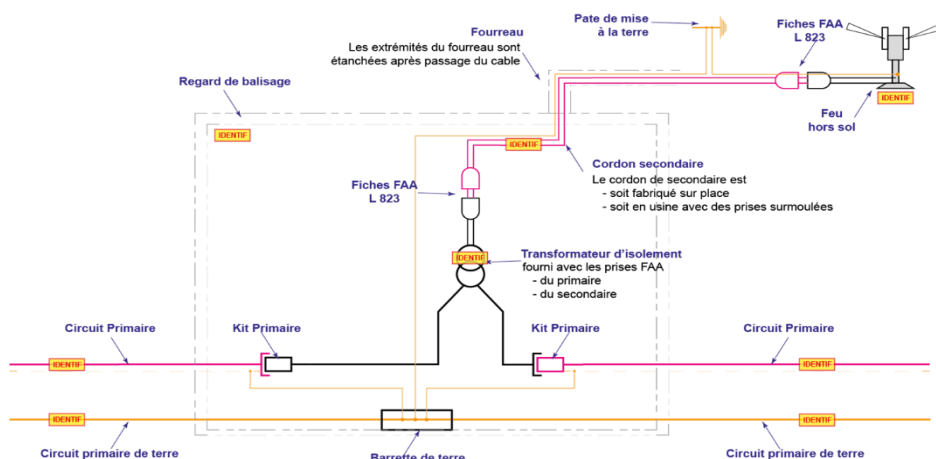 Pate de mise
à la terre
Fiches FAA
L 823
Fourreau
Les extrémités du fourreau sont
étanchées après passage du cable
Regard de balisage
IDENTIF
IDENTIF
Feu
hors sol
IDENTIF
Cordon secondaire
Le cordon de secondaire est
- soit fabriqué sur place
- soit en usine avec des prises surmoulées
Fiches FAA
L 823
Transformateur d'isolement
IDENTIF
fourni avec les prises FAA
- du primaire
- du secondaire
Circuit Primaire
Kit Primaire
Kit Primaire
Circuit Primaire
IDENTIF
IDENTIF
IDENTIF
IDENTIF
Circuit primaire de terre
Barrette de terre
Circuit primaire de terre